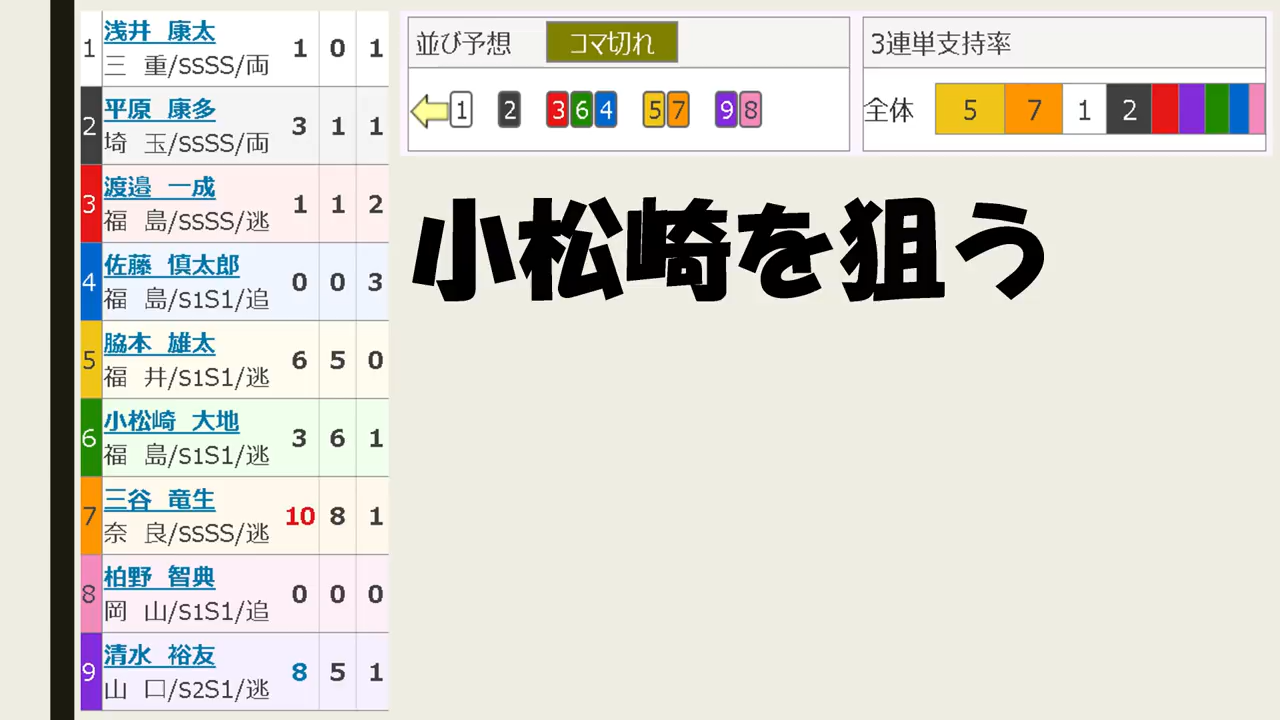 1 浅井 康太 1 0 1
三 重/SSSS/両
2 平原 康多 3 1 1
埼 玉/SSSS/両
3 渡邉 一成 1 1 2
福 島/SSSS/逃
4 佐藤 慎太郎 0 0 3
福 島/S1S1/追
5 脇本 雄太 6 5 0
福 井/S1S1/逃
6 小松崎 大地 3 6 1
福 島/S1S1/逃
7 三谷 竜生 10 8 1
奈 良/SSSS/逃
8 柏野 智典 0 0 0
岡 山/S1S1/追
9 清水 裕友 8 5 1
山 口/S2S1/逃
並び予想 コマ切れ
1 2 3 6 4 5 7 9 8
3連単支持率
全体 5 7 1 2
小松崎を狙う